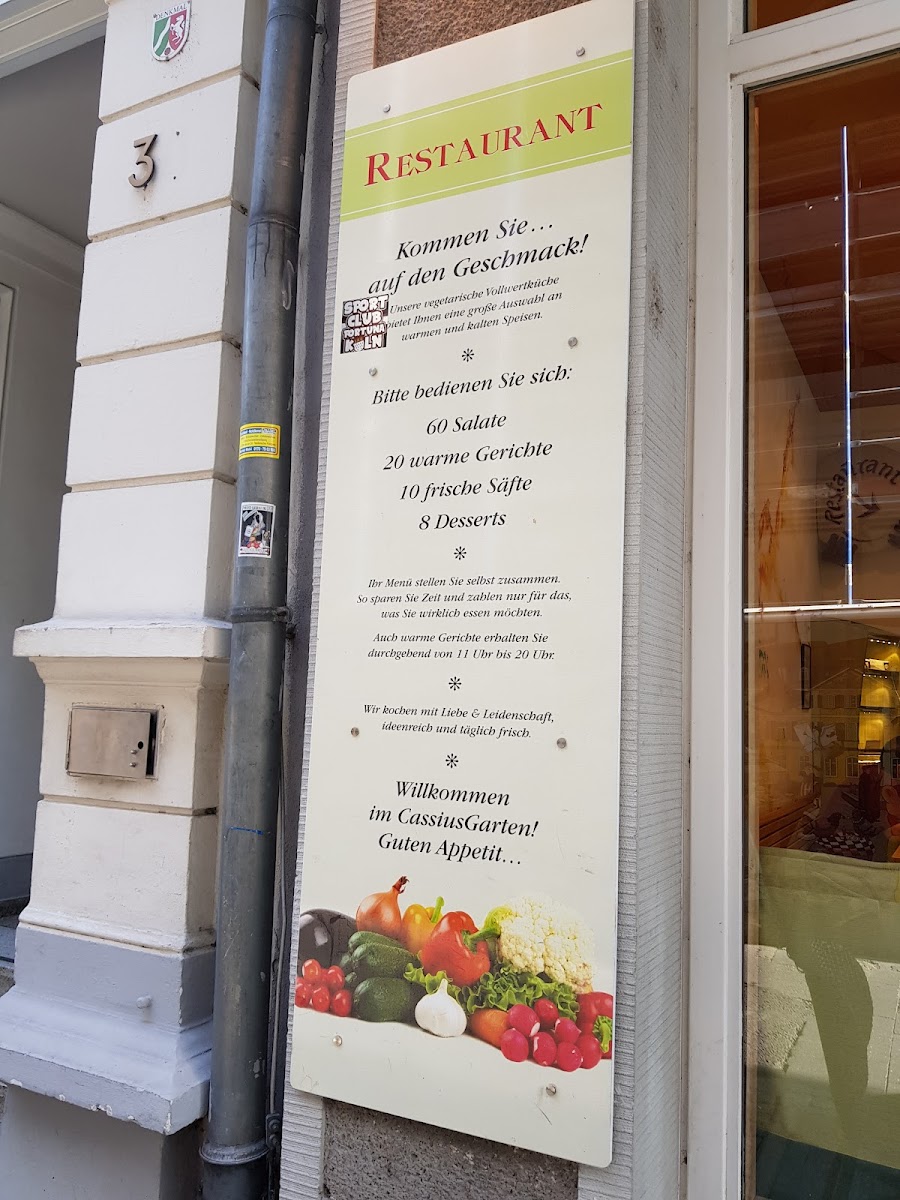 DENKMAL
3
RESTAURANT
Kommen Sie...
auf den Geschmack!
Unsere vegetarische Vollwertküche
bietet Ihnen eine große Auswahl an
warmen und kalten Speisen.
SPORT
CLUB
FORTUNA
KÖLN
Bitte bedienen Sie sich:
60 Salate
20 warme Gerichte
10 frische Säfte
8 Desserts
Ihr Menü stellen Sie selbst zusammen.
So sparen Sie Zeit und zahlen nur für das,
was Sie wirklich essen möchten.
Auch warme Gerichte erhalten Sie
durchgehend von 11 Uhr bis 20 Uhr.
Wir kochen mit Liebe & Leidenschaft,
ideenreich und täglich frisch.
Willkommen
im CassiusGarten!
Guten Appetit...
Restaurant